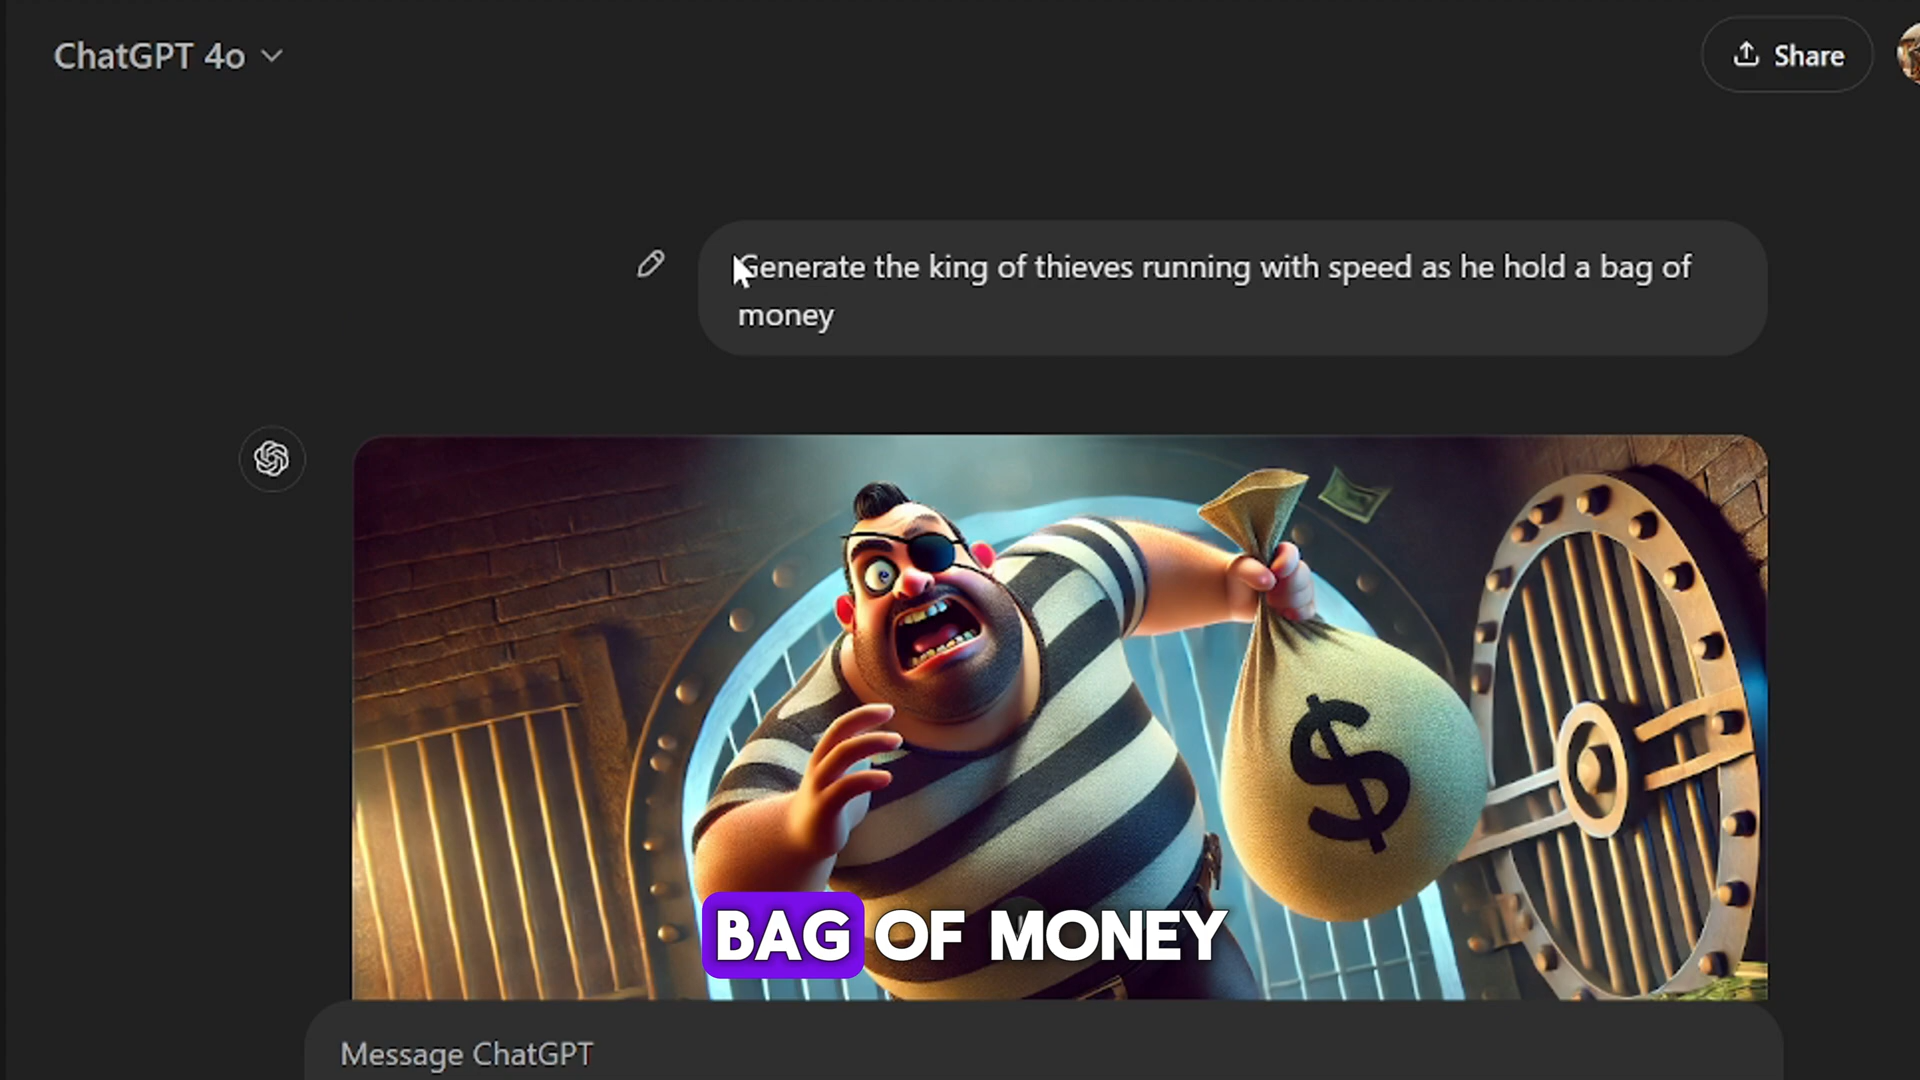 ChatGPT 4o
Share
Generate the king of thieves running with speed as he hold a bag of
money
$
BAG OF MONEY
Message ChatGPT